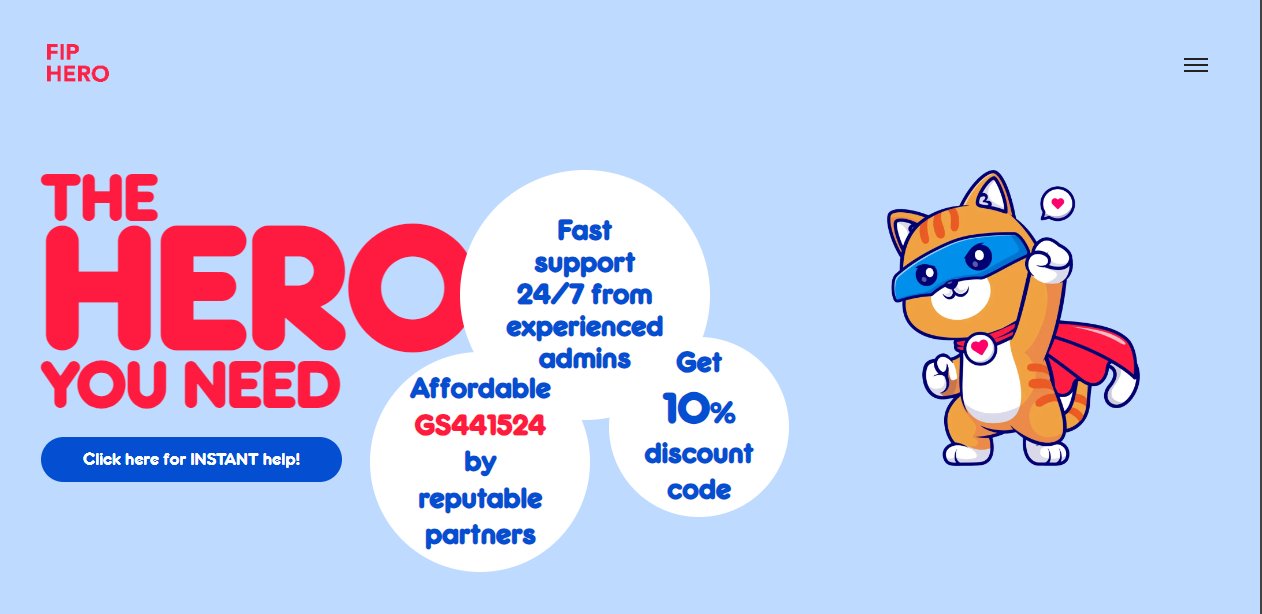 FIP
HERO
THE
HERO
YOU NEED
Click here for INSTANT help!
Fast
support
24/7 from
experienced
admins
Affordable
GS441524
by
reputable
partners
Get
10%
discount
code